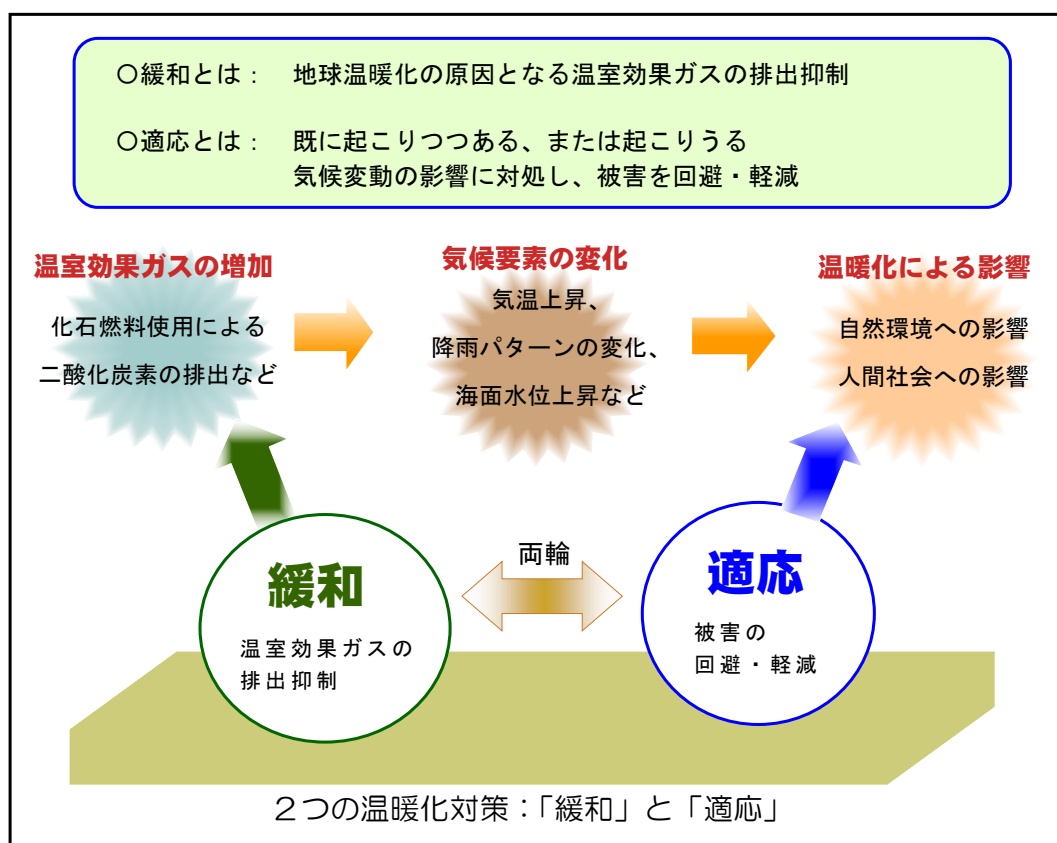 ○緩和とは： 地球温暖化の原因となる温室効果ガスの排出抑制
○適応とは： 既に起こりつつある、または起こりうる
気候変動の影響に対処し、被害を回避・軽減
温室効果ガスの増加
化石燃料使用による
二酸化炭素の排出など
気候要素の変化
気温上昇、
降雨パターンの変化、
海面水位上昇など
温暖化による影響
自然環境への影響
人間社会への影響
緩和
温室効果ガスの
排出抑制
両輪
適応
被害の
回避・軽減
２つの温暖化対策：「緩和」と「適応」